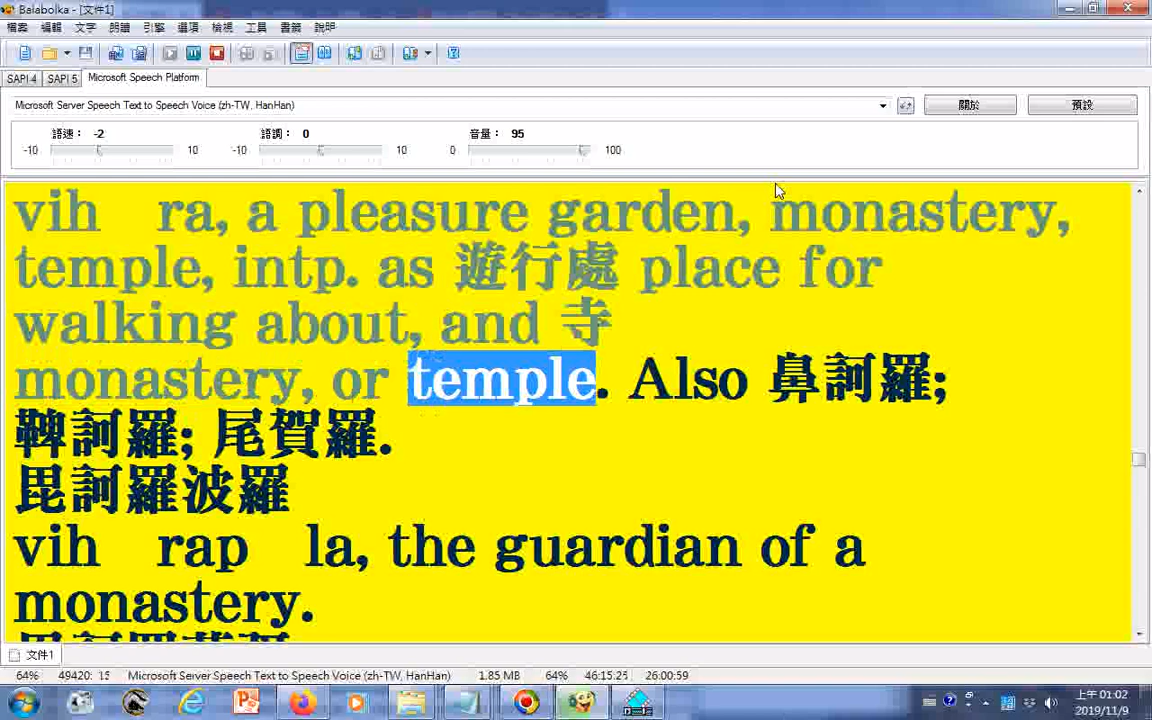 Balabolka - [文件1]
檔案 編輯 文字 朗讀 引擎 選項 檢視 工具 書籤 說明
SAPI 4 SAPI 5 Microsoft Speech Platform
Microsoft Server Speech Text to Speech Voice (zh-TW, HanHan) 關於 預設
語速： -2 語調： 0 音量： 95
-10 10 -10 10 0 100
vih ra, a pleasure garden, monastery,
temple, intp. as 遊行處 place for
walking about, and 寺
monastery, or temple. Also 鼻訶羅;
鞞訶羅; 尾賀羅.
毘訶羅波羅
vih rap la, the guardian of a
monastery.
文件1
64% 49420: 15 Microsoft Server Speech Text to Speech Voice (zh-TW, HanHan) 1.85 MB 64% 46:15:25 26:00:59
上午 01:02
2019/11/9